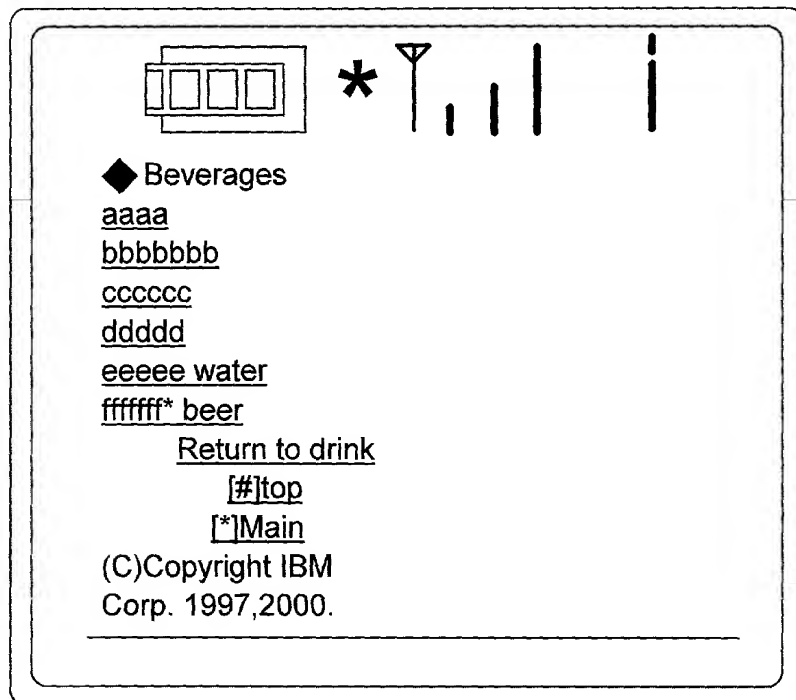 ◆ Beverages
aaaa
bbbbbbb
cccccc
ddddd
eeeee water
fffffff* beer
Return to drink
[#]top
[*]Main
(C)Copyright IBM
Corp. 1997,2000.